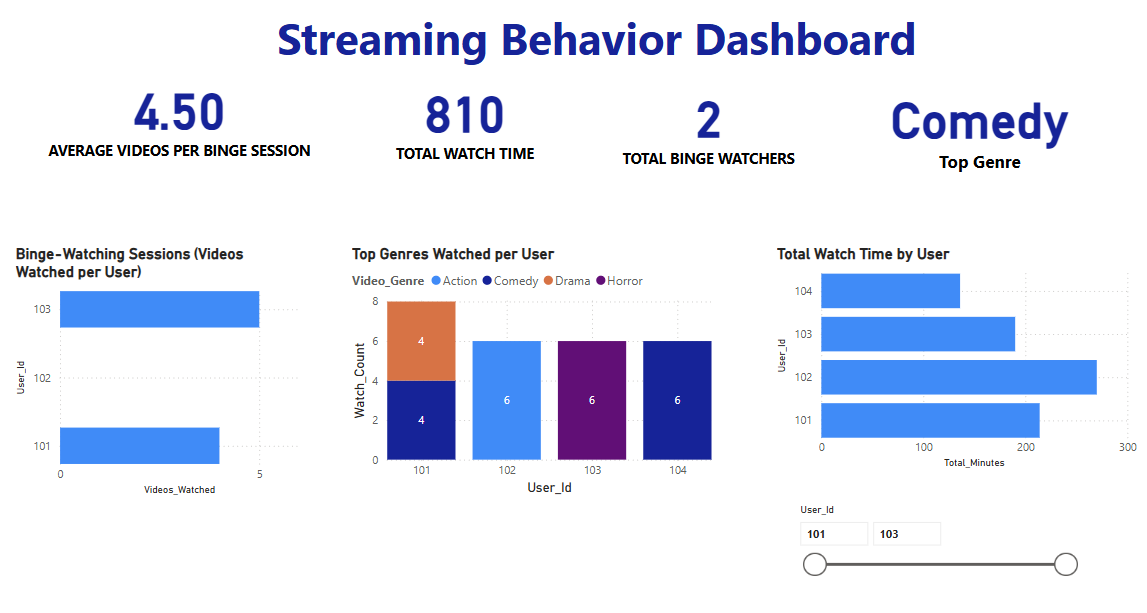 Streaming Behavior Dashboard
4.50
AVERAGE VIDEOS PER BINGE SESSION
810
TOTAL WATCH TIME
2
TOTAL BINGE WATCHERS
Comedy
Top Genre
Binge-Watching Sessions (Videos
Watched per User)
User_Id
103
102
101
0 5
Videos_Watched
Top Genres Watched per User
Video_Genre Action Comedy Drama Horror
Watch_Count
8
6
4
2
0
4
4
6
6
6
101 102 103 104
User_Id
Total Watch Time by User
User_Id
104
103
102
101
0 100 200 300
Total_Minutes
User_Id
101 103